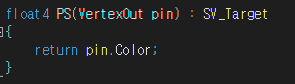 float4 PS(VertexOut pin) : SV_Target
{
    return pin.Color;
}